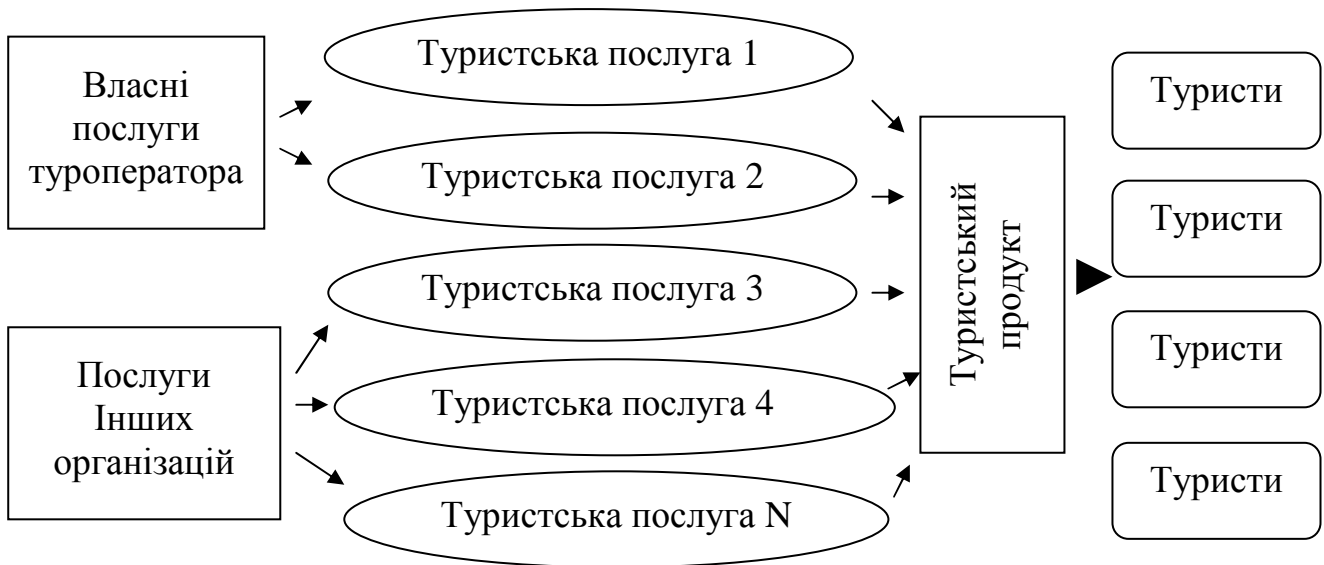 Власні
послуги
туроператора
Послуги
Інших
організацій
Туристська послуга 1
Туристська послуга 2
Туристська послуга 3
Туристська послуга 4
Туристська послуга N
Туристський
продукт
Туристи
Туристи
Туристи
Туристи